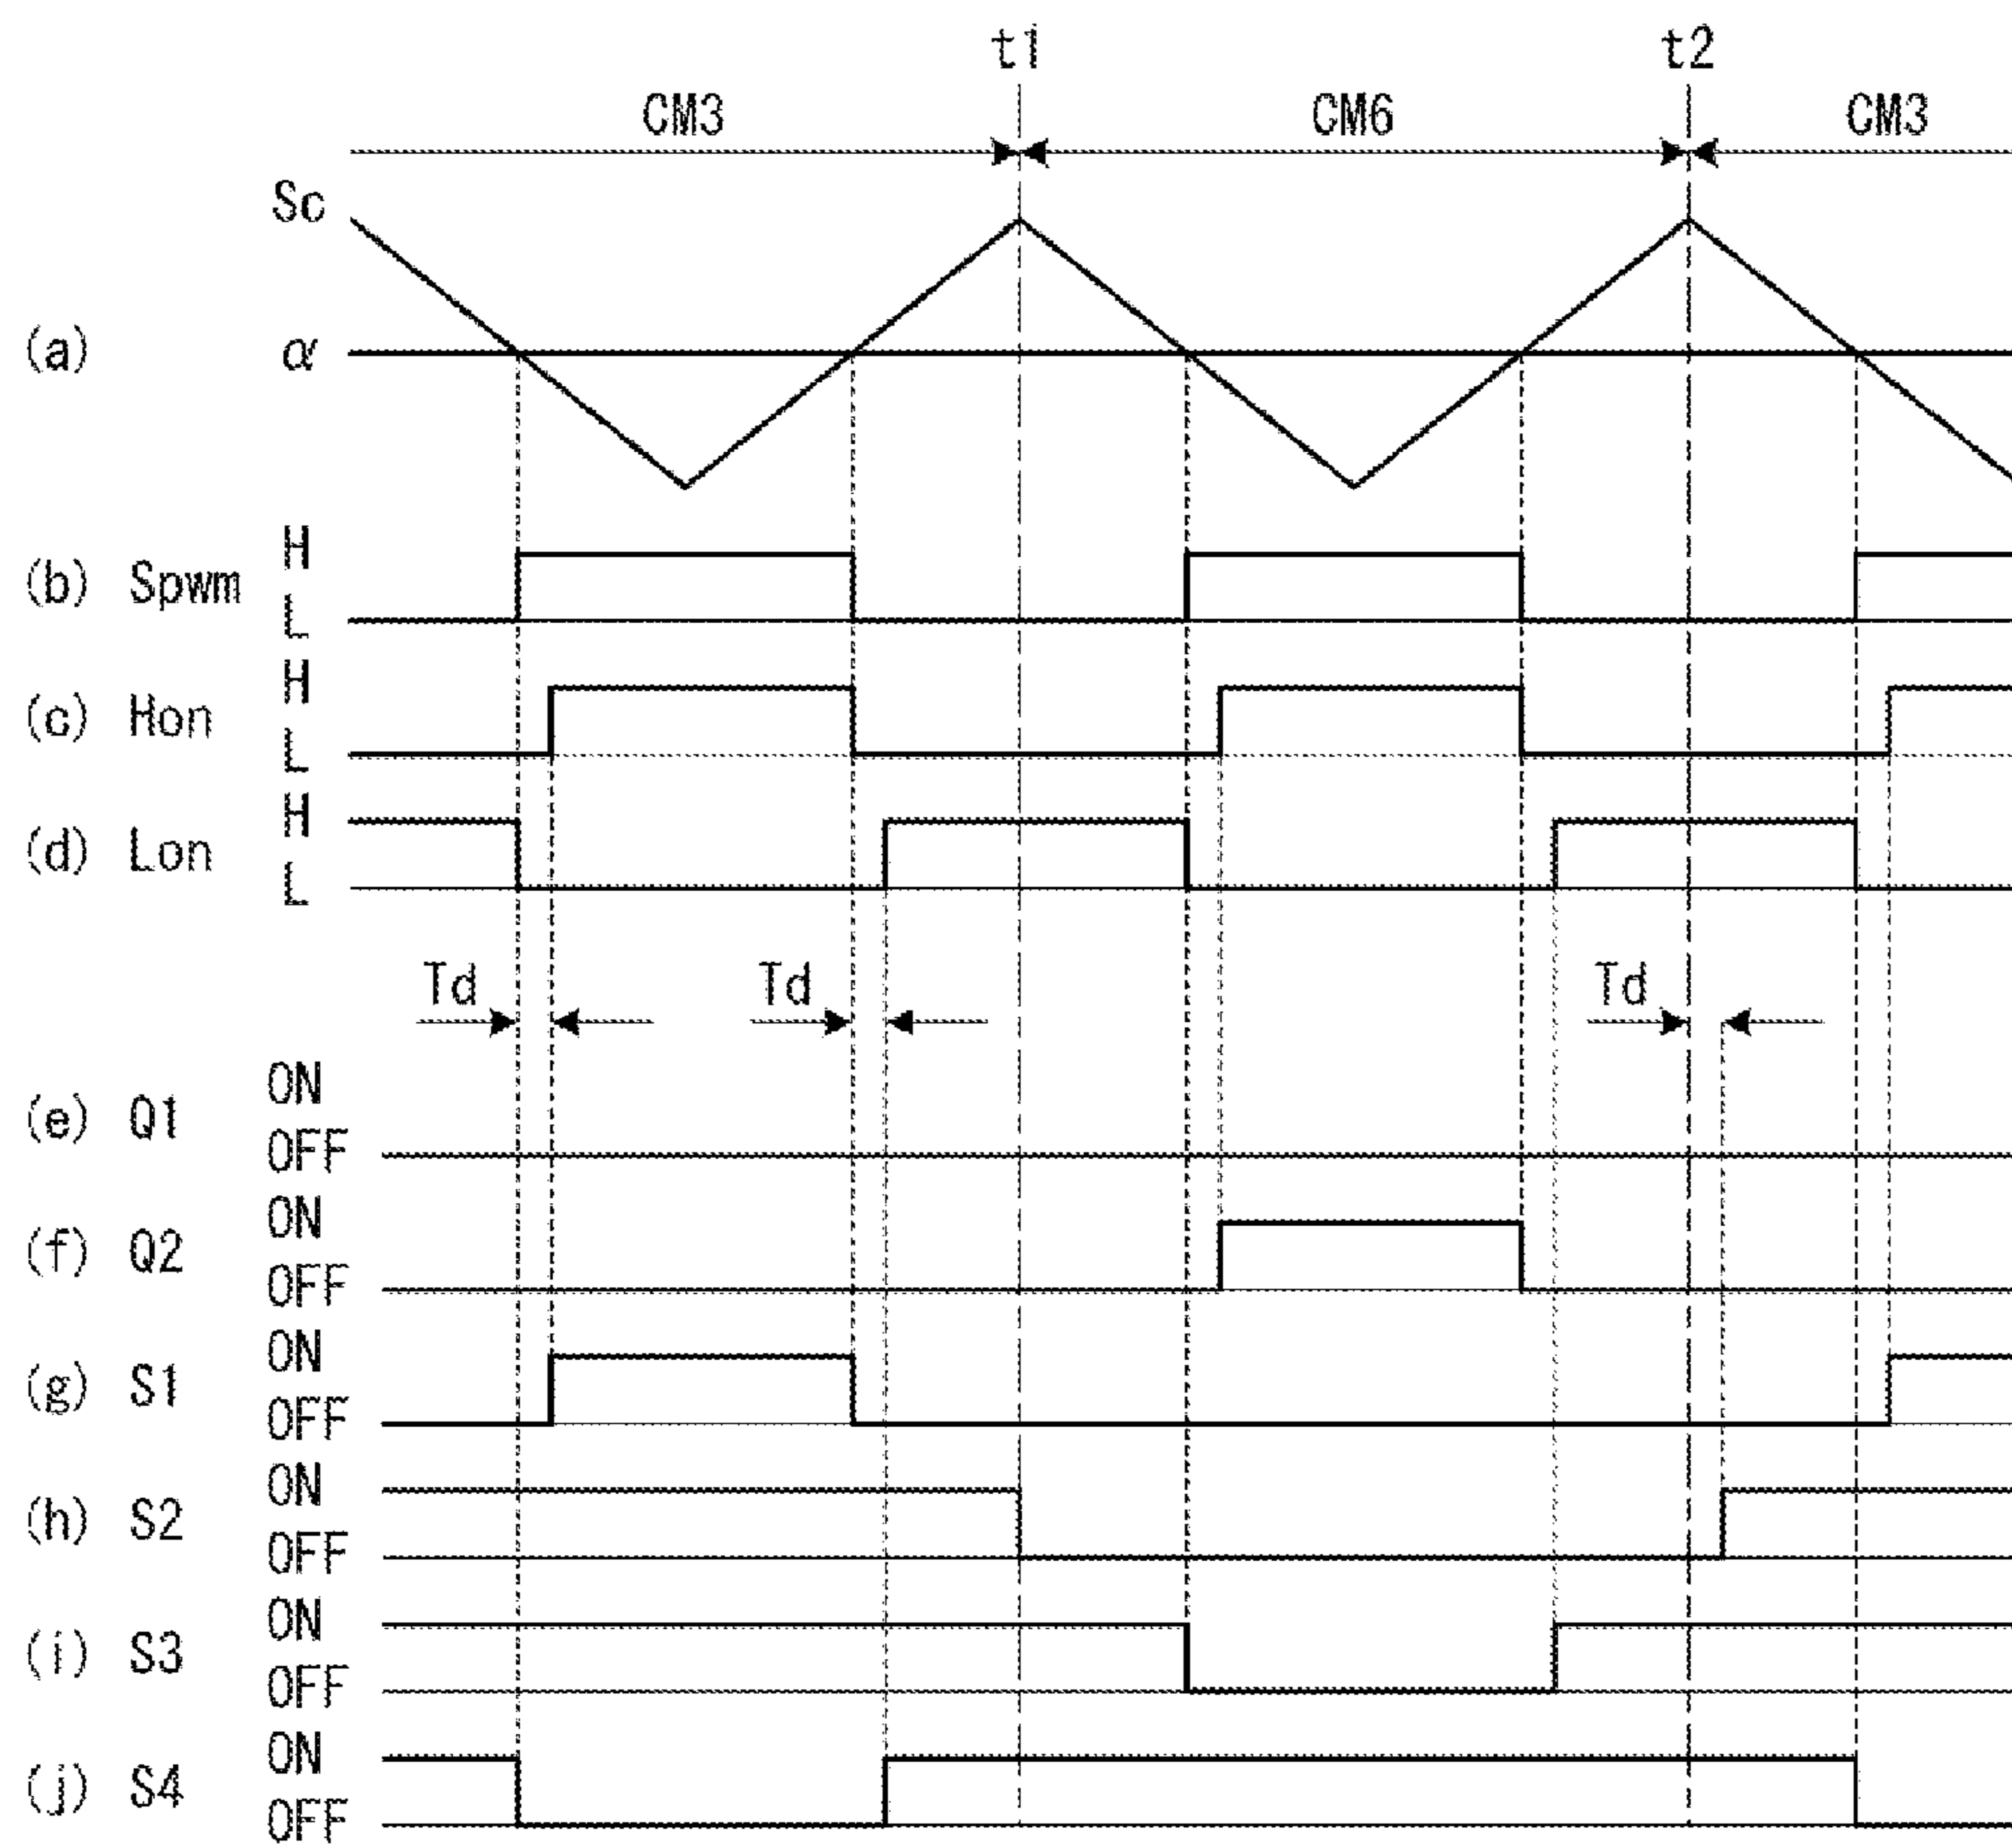 t1 t2
CM3 CM6 CM3
Sc
(a) α
H
(b) Spwm
L
H
(c) Hon
L
H
(d) Lon
L
Td Td Td
ON
(e) Q1
OFF
ON
(f) Q2
OFF
ON
(g) S1
OFF
ON
(h) S2
OFF
ON
(i) S3
OFF
ON
(j) S4
OFF